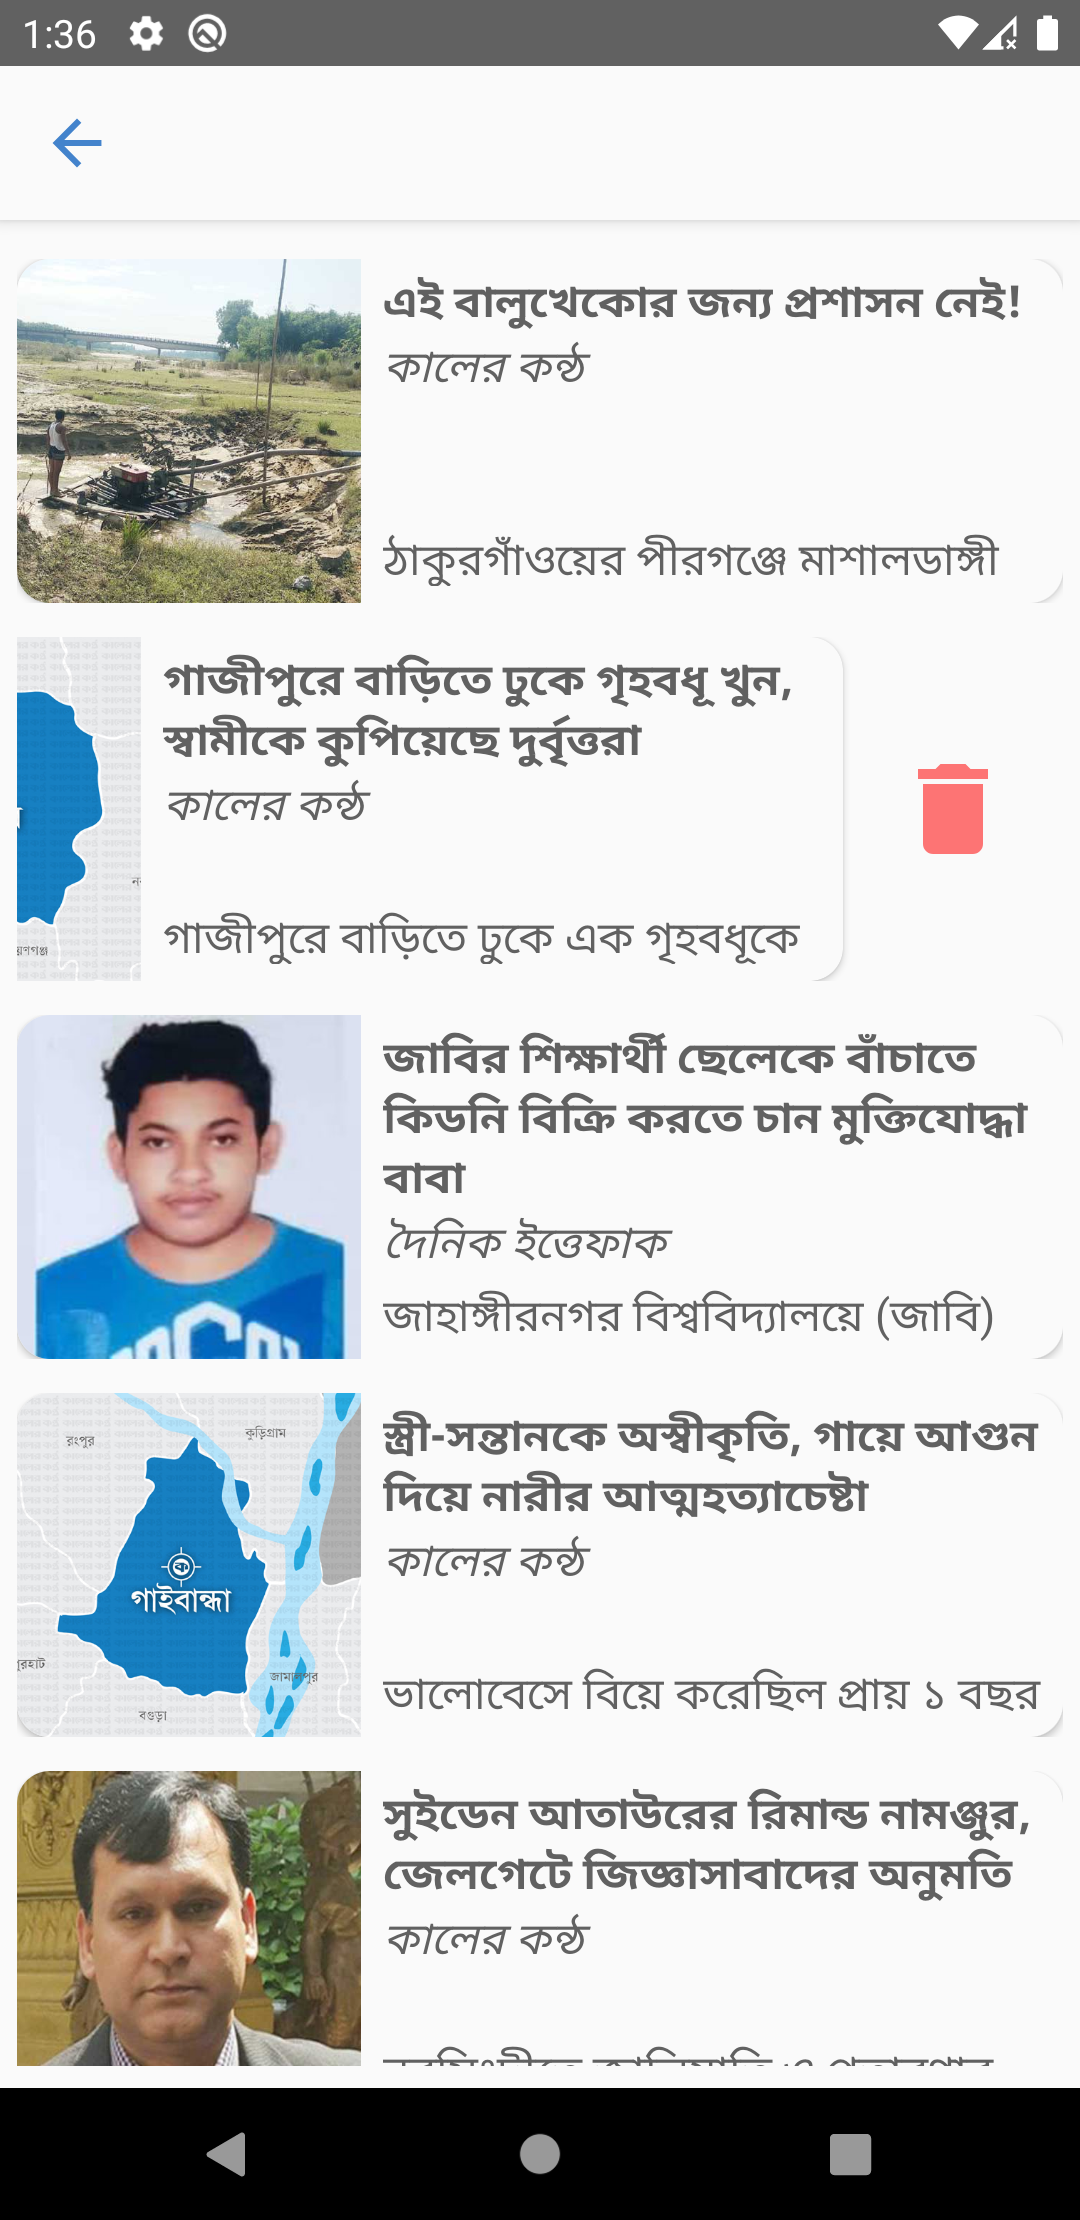 1:36
এই বালুখেকোর জন্য প্রশাসন নেই!
কালের কন্ঠ
ঠাকুরগাঁওয়ের পীরগঞ্জে মাশালডাঙ্গী
গাজীপুরে বাড়িতে ঢুকে গৃহবধূ খুন,
স্বামীকে কুপিয়েছে দুর্বৃত্তরা
কালের কন্ঠ
গাজীপুরে বাড়িতে ঢুকে এক গৃহবধূকে
জাবির শিক্ষার্থী ছেলেকে বাঁচাতে
কিডনি বিক্রি করতে চান মুক্তিযোদ্ধা
বাবা
দৈনিক ইত্তেফাক
জাহাঙ্গীরনগর বিশ্ববিদ্যালয়ে (জাবি)
রংপুর
কুড়িগ্রাম
গাইবান্ধা
জামালপুর
বগুড়া
স্ত্রী-সন্তানকে অস্বীকৃতি, গায়ে আগুন
দিয়ে নারীর আত্মহত্যাচেষ্টা
কালের কন্ঠ
ভালোবেসে বিয়ে করেছিল প্রায় ১ বছর
সুইডেন আতাউরের রিমান্ড নামঞ্জুর,
জেলগেটে জিজ্ঞাসাবাদের অনুমতি
কালের কন্ঠ